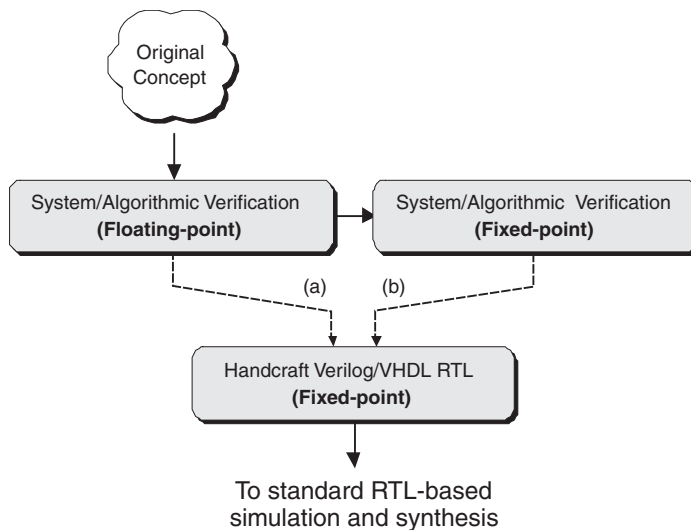 Original
Concept
System/Algorithmic Verification
(Floating-point)
System/Algorithmic Verification
(Fixed-point)
(a)
(b)
Handcraft Verilog/VHDL RTL
(Fixed-point)
To standard RTL-based
simulation and synthesis